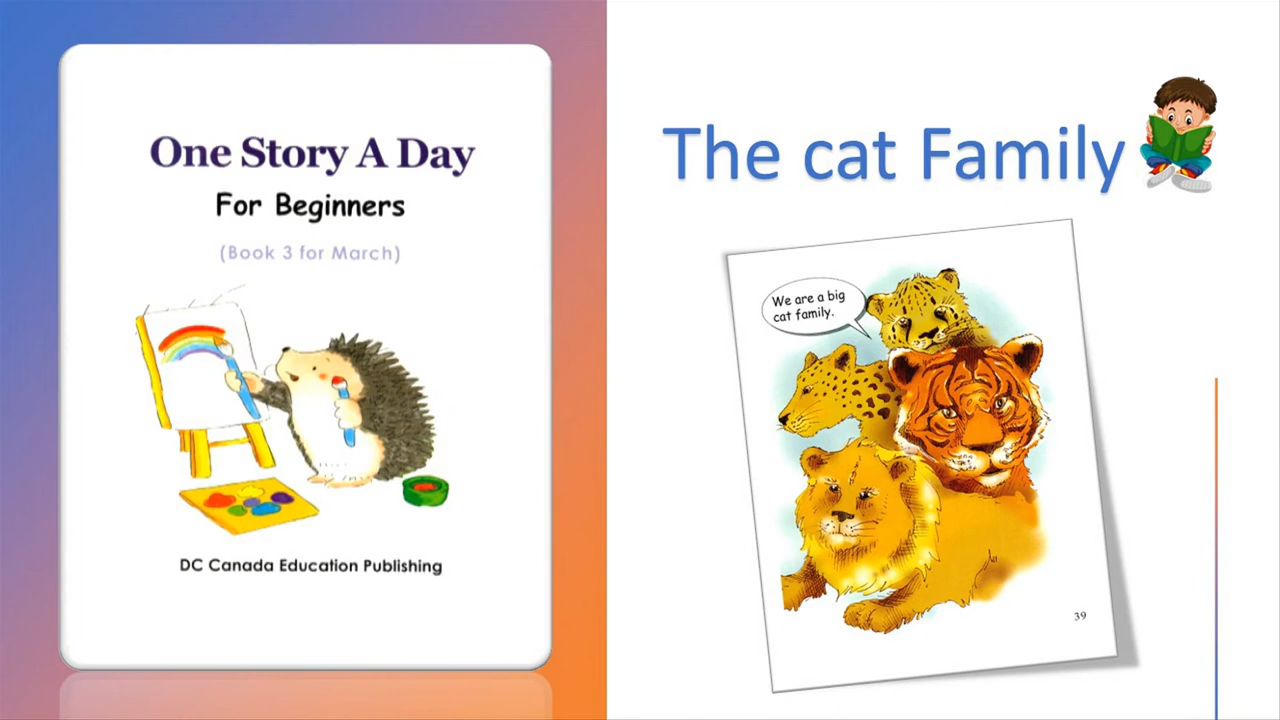 One Story A Day
For Beginners
(Book 3 for March)
DC Canada Education Publishing
The cat Family
We are a big
cat family.
39